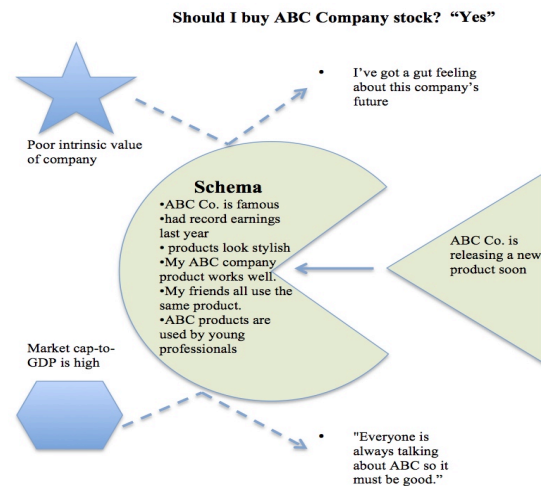 Should I buy ABC Company stock? “Yes”
• I’ve got a gut feeling
about this company’s
future
Poor intrinsic value
of company
Schema
•ABC Co. is famous
•had record earnings
last year
• products look stylish
•My ABC company
product works well.
•My friends all use the
same product.
•ABC products are
used by young
professionals
ABC Co. is
releasing a new
product soon
Market cap-to-
GDP is high
• "Everyone is
always talking
about ABC so it
must be good.”